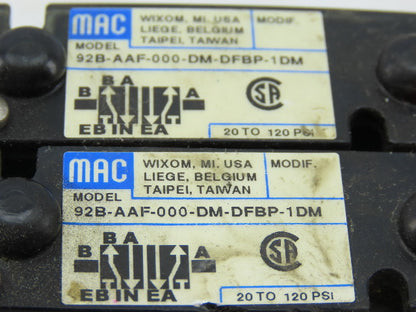 MAC WIXOM, MI. USA MODIF.
LIEGE, BELGIUM
TAIPEI, TAIWAN
MODEL
92B-AAF-000-DM-DFBP-1DM
B A
B A
EB IN EA
SA
20 TO 120 PSI
MAC WIXOM, MI. USA MODIF.
LIEGE, BELGIUM
TAIPEI, TAIWAN
MODEL
92B-AAF-000-DM-DFBP-1DM
B A
B A
EB IN EA
SA
20 TO 120 PSI